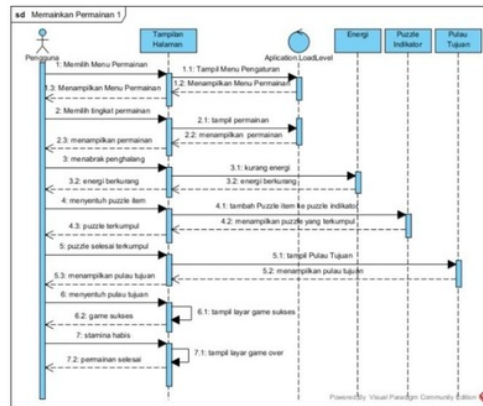 sd Memainkan Permainan 1
Pengguna
Tampilan
Halaman
Aplication.LoadLevel
Energi
Puzzle
Indikator
Pulau
Tujuan
1: Memilih Menu Permainan
1.1: Tampil Menu Pengaturan
1.2: Menampilkan Menu Permainan
1.3: Menampilkan Menu Permainan
2: Memilih tingkat permainan
2.1: tampil permainan
2.2: menampilkan permainan
2.3: menampilkan permainan
3: menabrak penghalang
3.1: kurang energi
3.2: energi berkurang
3.2: energi berkurang
4: menyentuh puzzle item
4.1: tambah Puzzle item ke puzzle indikator
4.2: menampilkan puzzle yang terkumpul
4.3: puzzle terkumpul
5: puzzle selesai terkumpul
5.1: tampil Pulau Tujuan
5.2: menampilkan pulau tujuan
5.3: menampilkan pulau tujuan
6: menyentuh pulau tujuan
6.1: tampil layar game sukses
6.2: game sukses
7: stamina habis
7.1: tampil layar game over
7.2: permainan selesai
Powered By Visual Paradigm Community Edition